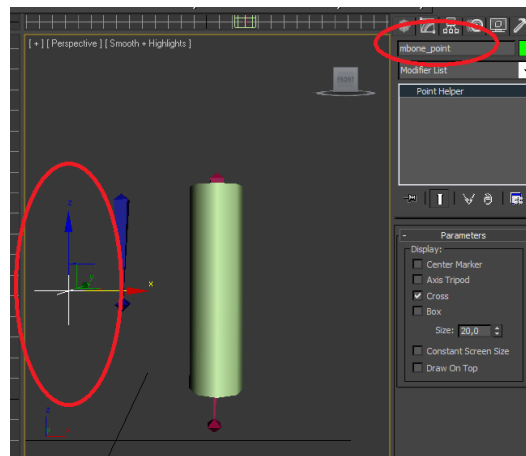 [ + ] [ Perspective ] [ Smooth + Highlights ]
FRONT
mbone_point
Modifier List
Point Helper
- Parameters
Display:
Center Marker
Axis Tripod
Cross
Box
Size: 20,0
Constant Screen Size
Draw On Top
z
y
x
z